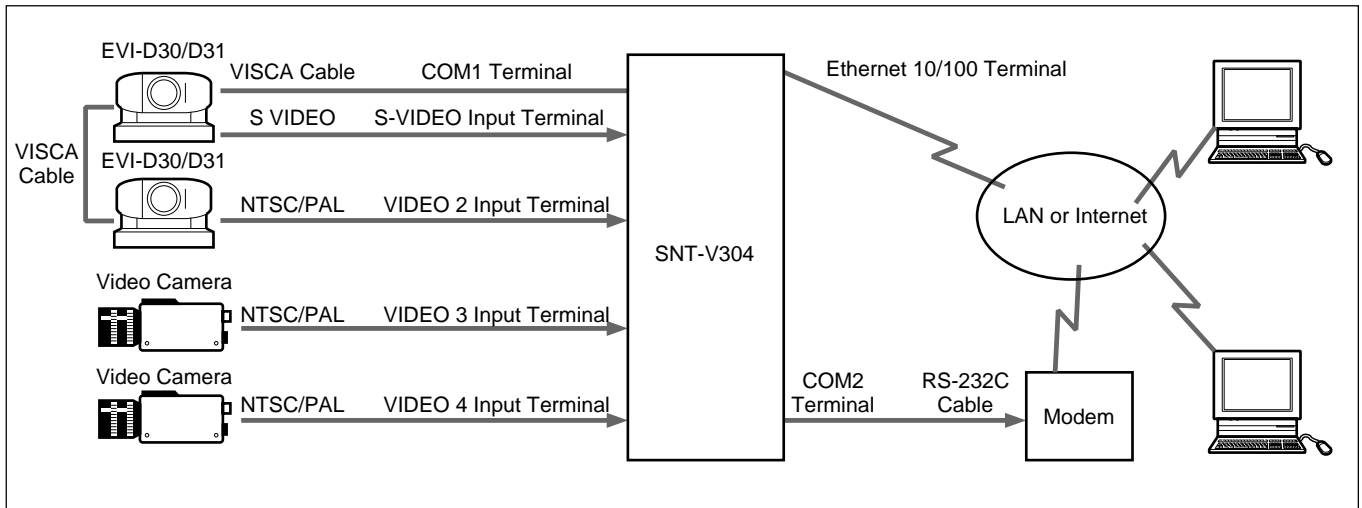 EVI-D30/D31
VISCA Cable
COM1 Terminal
S VIDEO
S-VIDEO Input Terminal
VISCA
Cable
EVI-D30/D31
NTSC/PAL
VIDEO 2 Input Terminal
Video Camera
NTSC/PAL
VIDEO 3 Input Terminal
Video Camera
NTSC/PAL
VIDEO 4 Input Terminal
SNT-V304
Ethernet 10/100 Terminal
LAN or Internet
COM2
Terminal
RS-232C
Cable
Modem